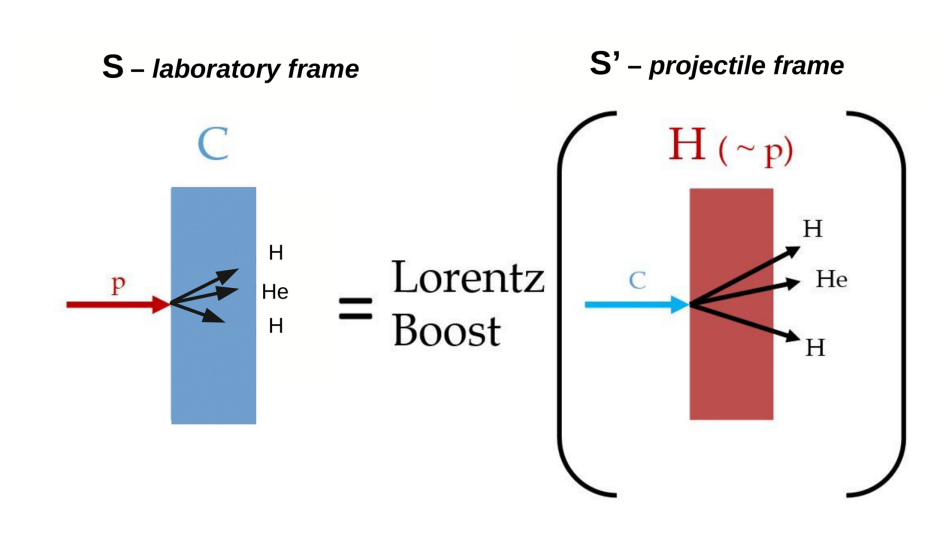 S – laboratory frame
S’ – projectile frame
C
H ( ~ p)
p
H
He
H
=
Lorentz
Boost
C
H
He
H